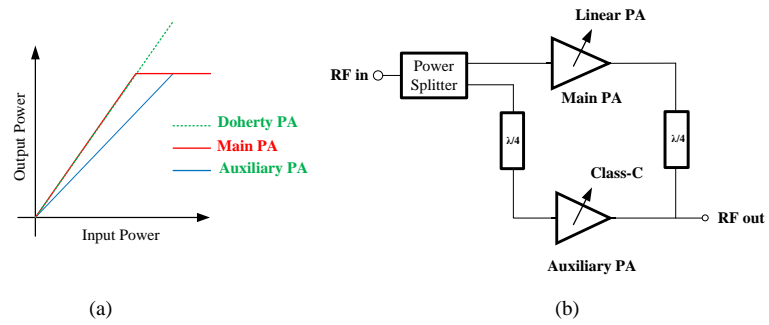 Output Power
Input Power
Doherty PA
Main PA
Auxiliary PA
(a)
RF in
Power
Splitter
Linear PA
Main PA
λ/4
λ/4
Class-C
Auxiliary PA
RF out
(b)